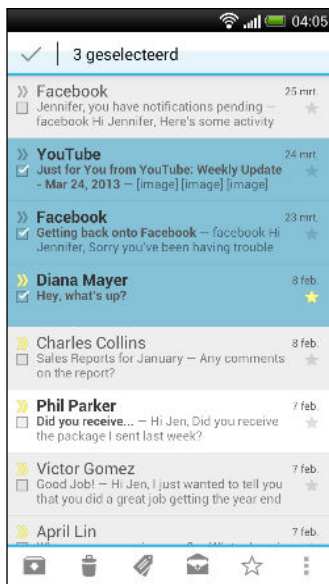 04:05
3 geselecteerd
Facebook 25 mrt.
Jennifer, you have notifications pending —
facebook Hi Jennifer, Here's some activity
YouTube 24 mrt.
Just for You from YouTube: Weekly Update
- Mar 24, 2013 — [image] [image] [image]
Facebook 23 mrt.
Getting back onto Facebook — facebook Hi
Jennifer, Sorry you've been having trouble
Diana Mayer 8 feb.
Hey, what's up?
Charles Collins 8 feb.
Sales Reports for January — Any comments
on the report?
Phil Parker 7 feb.
Did you receive... — Hi Jen, Did you receive
the package I sent last week?
Victor Gomez 7 feb.
Good Job! — Hi Jen, I just wanted to tell you
that you did a great job getting the year end
April Lin 7 feb.